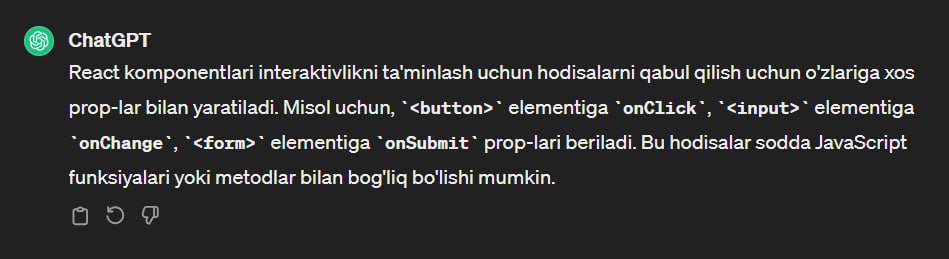 ChatGPT
React komponentlari interaktivlikni ta'minlash uchun hodisalarni qabul qilish uchun o'zlariga xos
prop-lar bilan yaratiladi. Misol uchun, `<button>` elementiga `onClick`, `<input>` elementiga
`onChange`, `<form>` elementiga `onSubmit` prop-lari beriladi. Bu hodisalar sodda JavaScript
funksiyalari yoki metodlar bilan bog'liq bo'lishi mumkin.